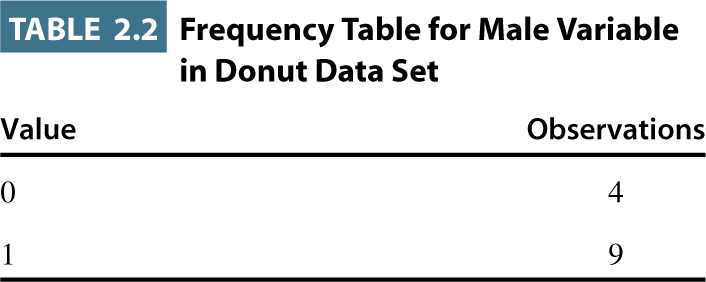 TABLE 2.2 Frequency Table for Male Variable
in Donut Data Set
Value Observations
0 4
1 9